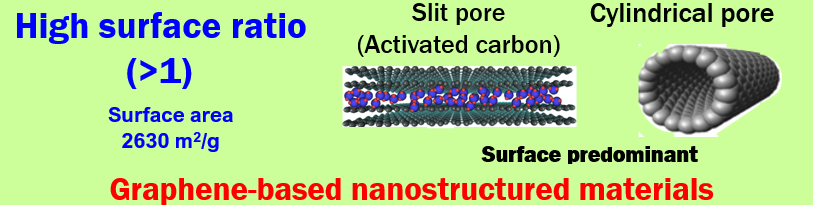 High surface ratio
(>1)
Surface area
2630 m²/g
Slit pore
(Activated carbon)
Cylindrical pore
Surface predominant
Graphene-based nanostructured materials